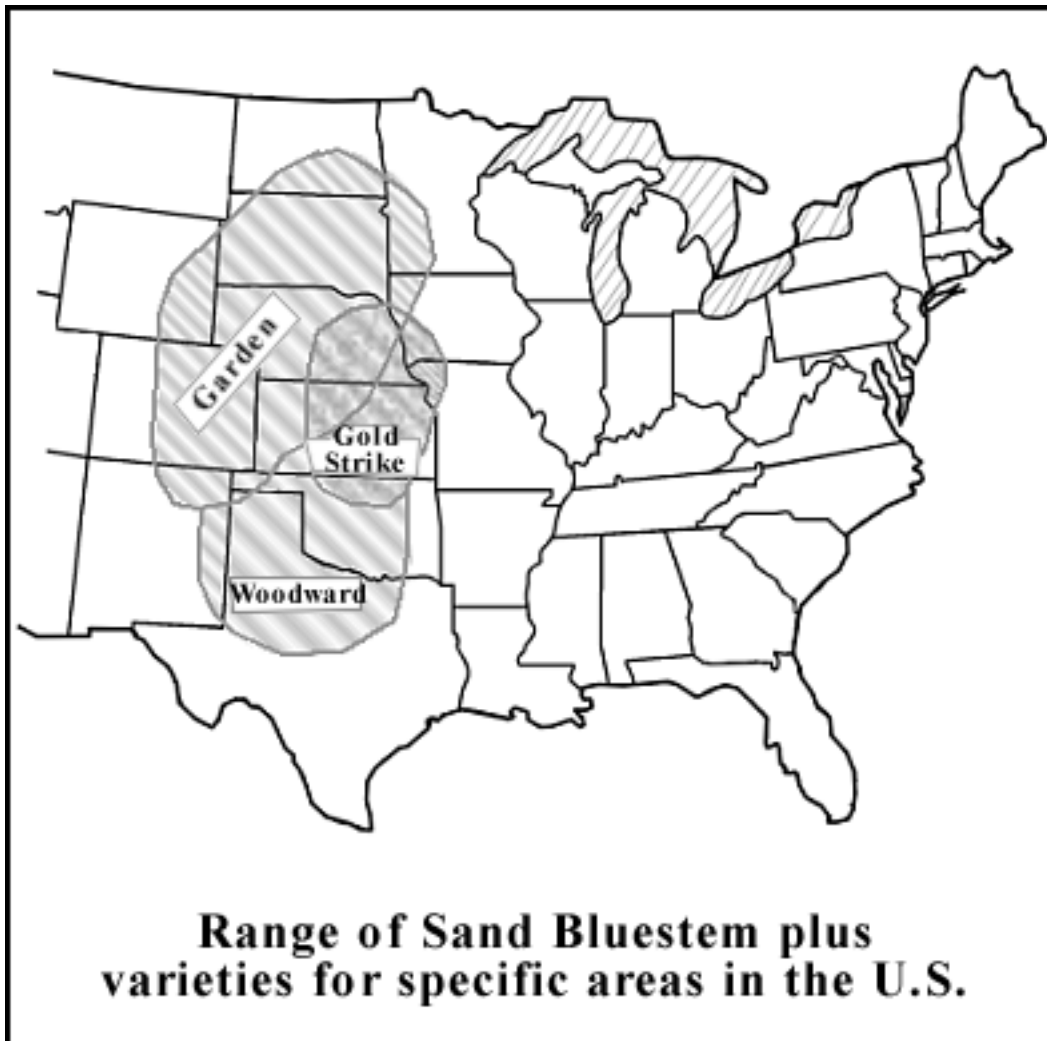 Garden
Gold
Strike
Woodward
Range of Sand Bluestem plus
varieties for specific areas in the U.S.